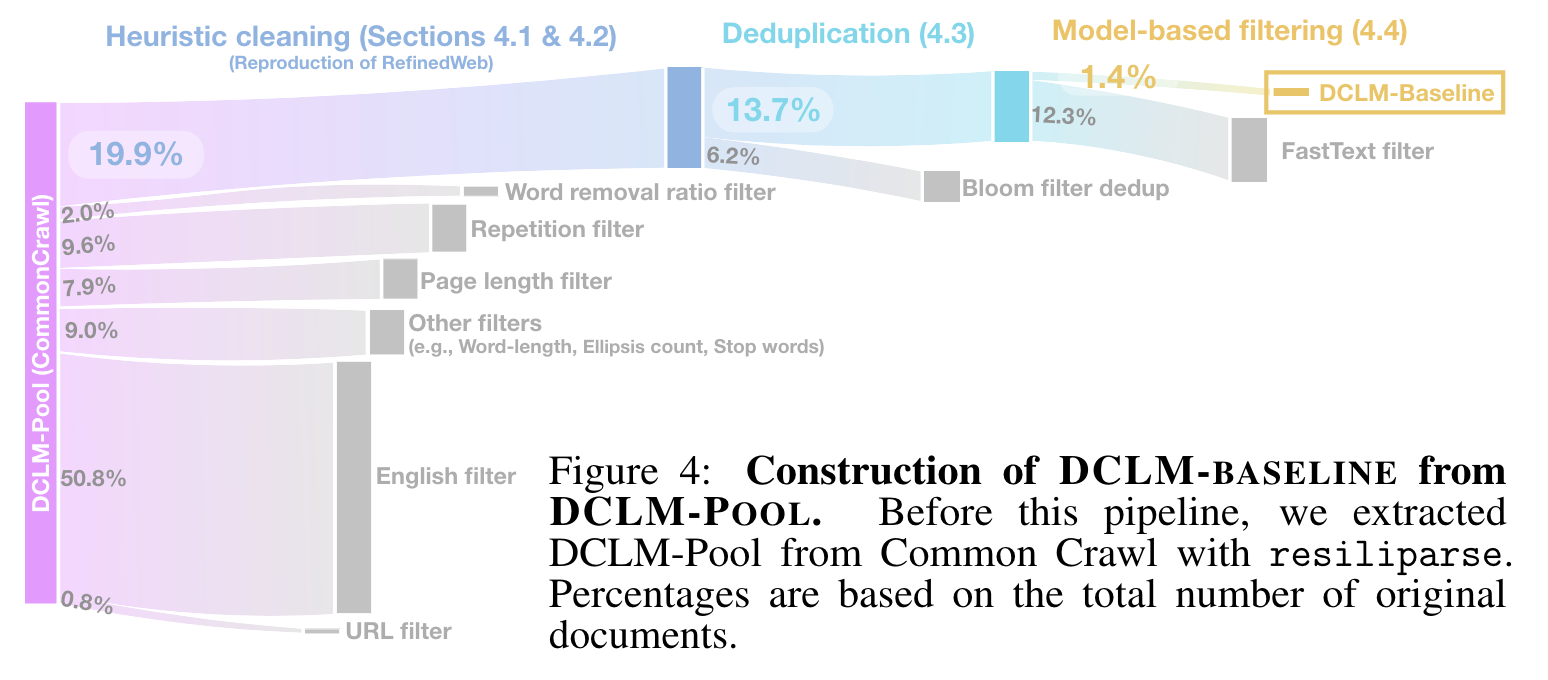 Heuristic cleaning (Sections 4.1 & 4.2)
(Reproduction of RefinedWeb)
Deduplication (4.3)
Model-based filtering (4.4)
DCLM-Pool (CommonCrawl)
19.9%
13.7%
1.4%
DCLM-Baseline
12.3%
FastText filter
6.2%
Bloom filter dedup
2.0%
Word removal ratio filter
9.6%
Repetition filter
7.9%
Page length filter
9.0%
Other filters
(e.g., Word-length, Ellipsis count, Stop words)
50.8%
English filter
0.8%
URL filter
Figure 4: Construction of DCLM-BASELINE from
DCLM-POOL. Before this pipeline, we extracted
DCLM-Pool from Common Crawl with resiliparse.
Percentages are based on the total number of original
documents.